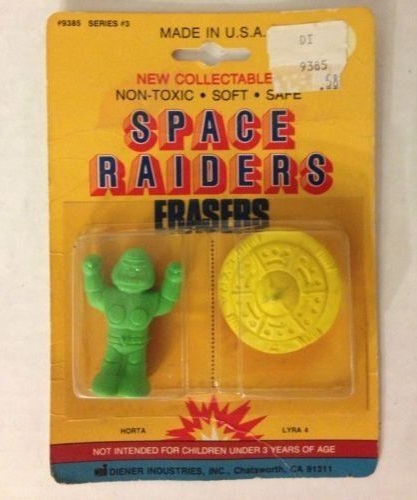 #9385 SERIES #3
MADE IN U.S.A.
DI
9385
.58
NEW COLLECTABLE
NON-TOXIC • SOFT • SAFE
SPACE
RAIDERS
ERASERS
HORTA
LYRA 4
NOT INTENDED FOR CHILDREN UNDER 3 YEARS OF AGE
DIENER INDUSTRIES, INC., Chatsworth, CA 91311